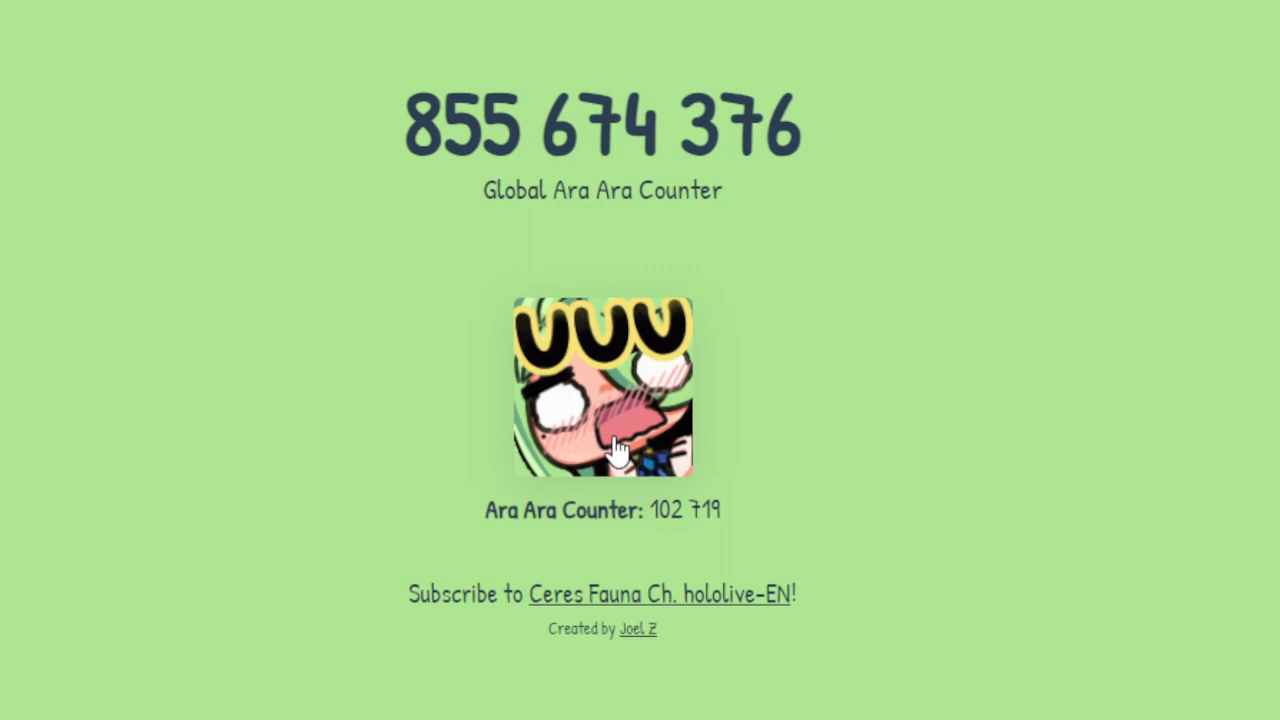 855 674 376
Global Ara Ara Counter
UUU
Ara Ara Counter: 102 719
Subscribe to Ceres Fauna Ch. hololive-EN!
Created by Joel Z